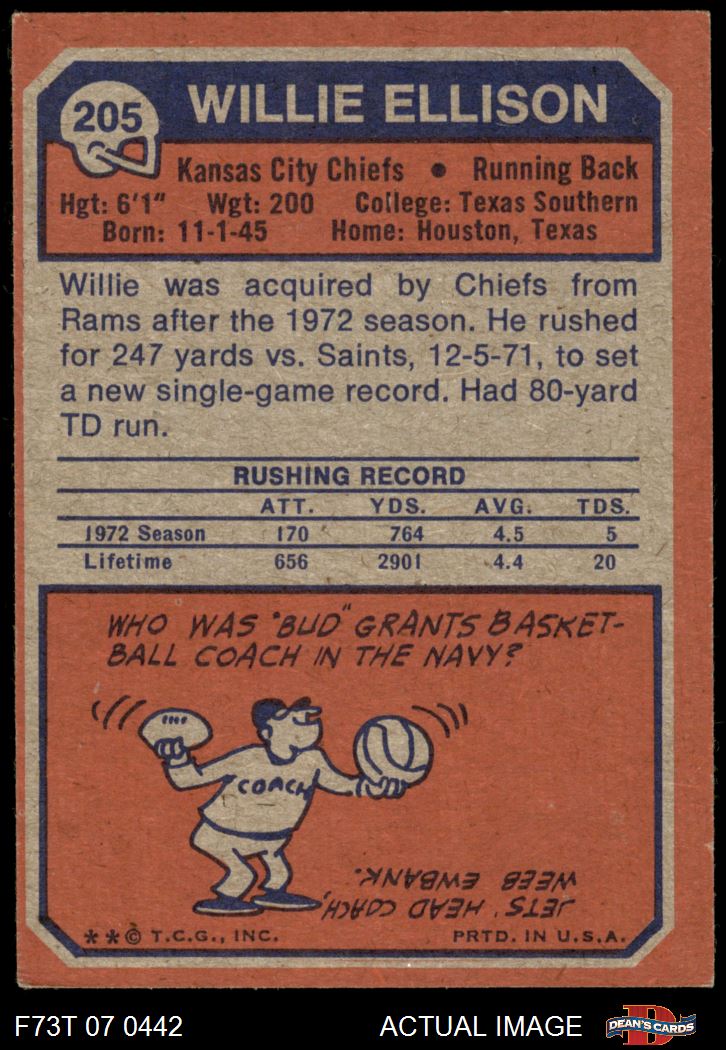 205
WILLIE ELLISON
Kansas City Chiefs • Running Back
Hgt: 6'1" Wgt: 200 College: Texas Southern
Born: 11-1-45 Home: Houston, Texas
Willie was acquired by Chiefs from
Rams after the 1972 season. He rushed
for 247 yards vs. Saints, 12-5-71, to set
a new single-game record. Had 80-yard
TD run.
RUSHING RECORD
ATT. YDS. AVG. TDS.
1972 Season 170 764 4.5 5
Lifetime 656 2901 4.4 20
WHO WAS "BUD" GRANTS BASKET-
BALL COACH IN THE NAVY?
COACH
JETS' HEAD COACH,
WEEB EWBANK.
**© T.C.G., INC. PRTD. IN U.S.A.
F73T 07 0442 ACTUAL IMAGE
D
DEAN'S CARDS